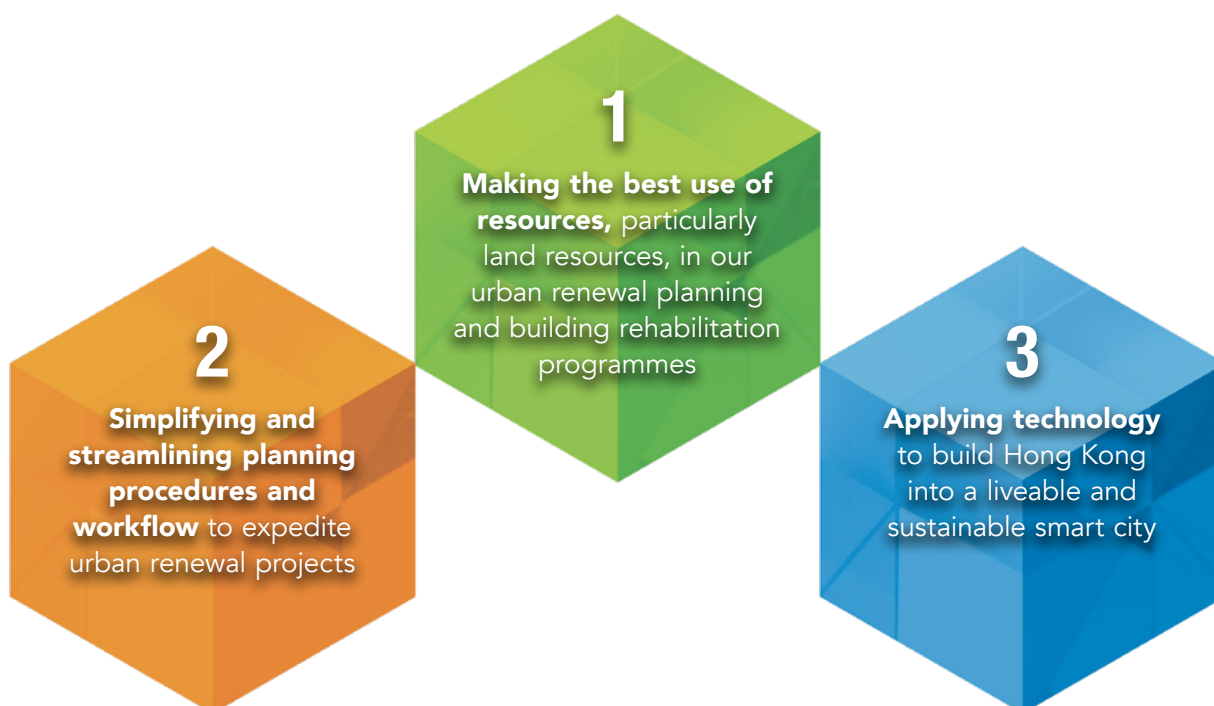 1
Making the best use of
resources, particularly
land resources, in our
urban renewal planning
and building rehabilitation
programmes
2
Simplifying and
streamlining planning
procedures and
workflow to expedite
urban renewal projects
3
Applying technology
to build Hong Kong
into a liveable and
sustainable smart city